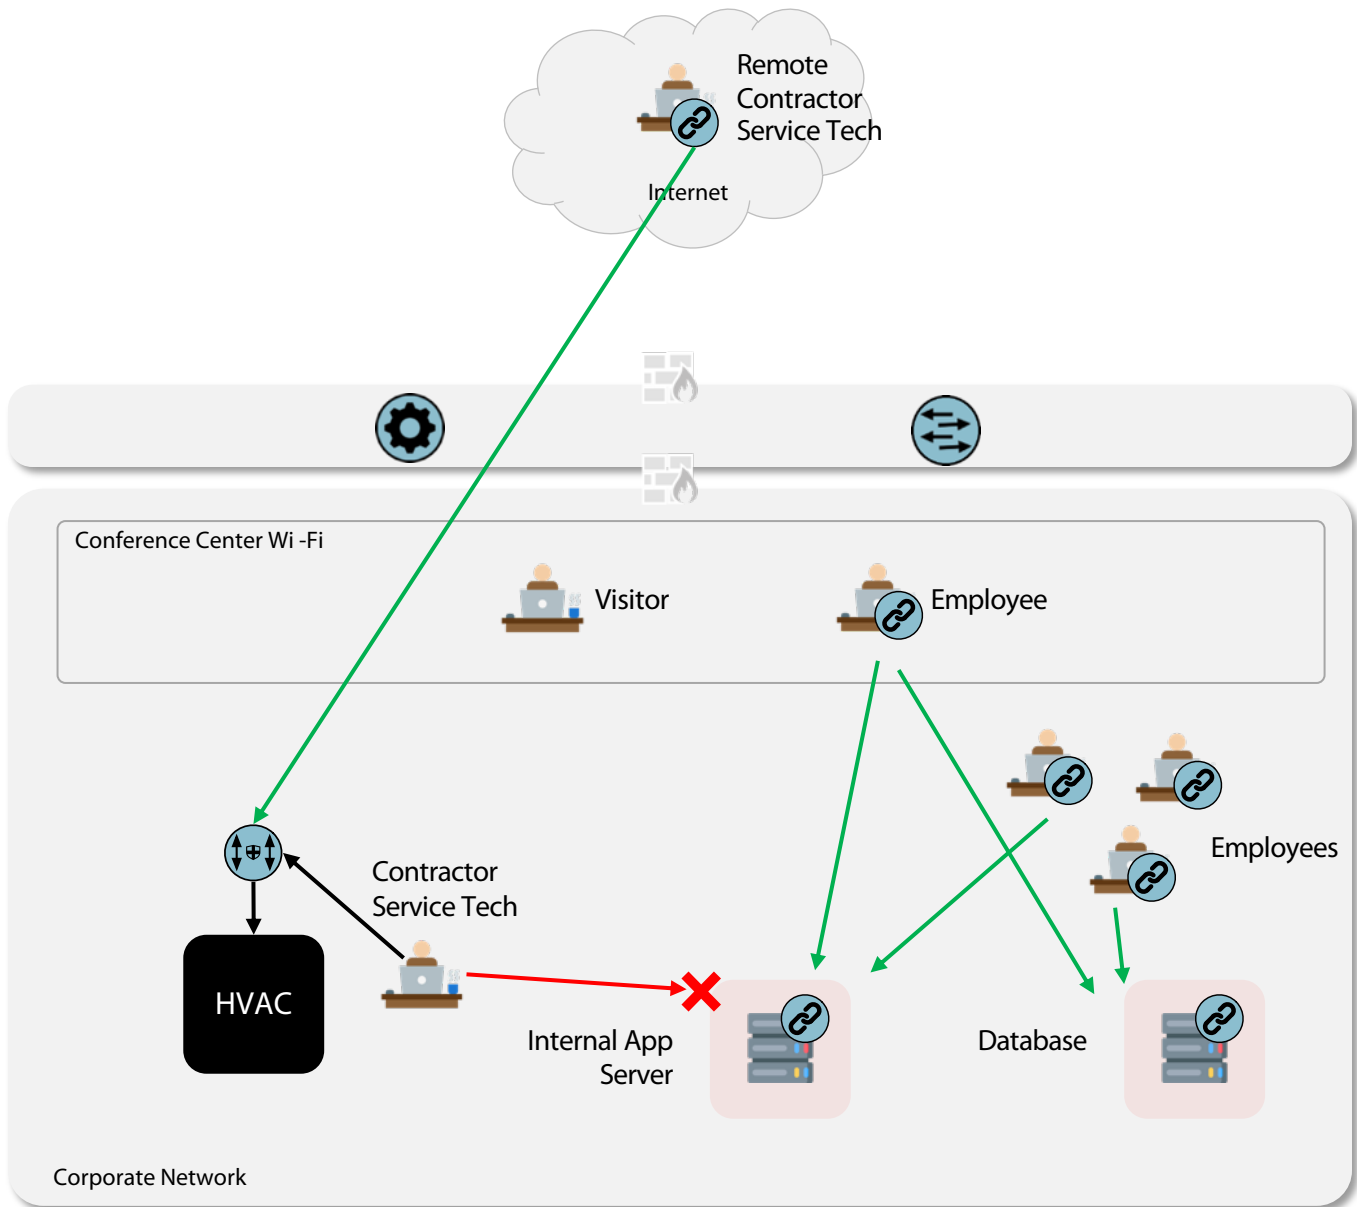 Remote
Contractor
Service Tech
Internet
Conference Center Wi -Fi
Visitor
Employee
Employees
Contractor
Service Tech
HVAC
Internal App
Server
Database
Corporate Network